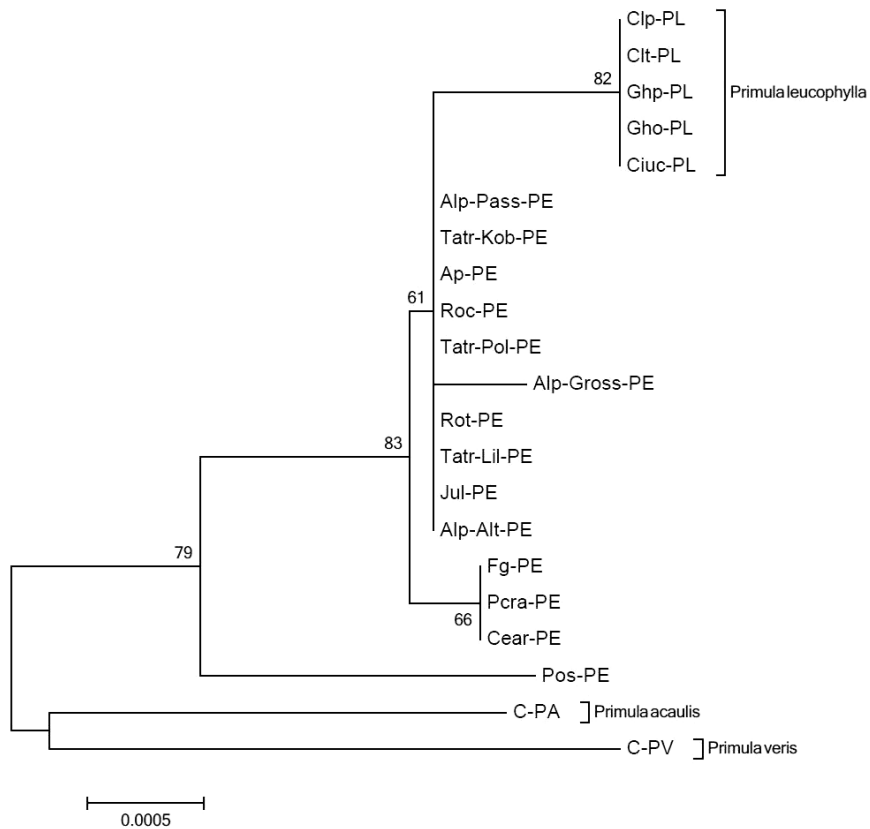 Clp-PL
Clt-PL
82
Ghp-PL
Primula leucophylla
Gho-PL
Ciuc-PL
Alp-Pass-PE
Tatr-Kob-PE
Ap-PE
61
Roc-PE
Tatr-Pol-PE
Alp-Gross-PE
Rot-PE
83
Tatr-Lil-PE
Jul-PE
Alp-Alt-PE
79
Fg-PE
Pcra-PE
66
Cear-PE
Pos-PE
C-PA
Primula acaulis
C-PV
Primula veris
0.0005